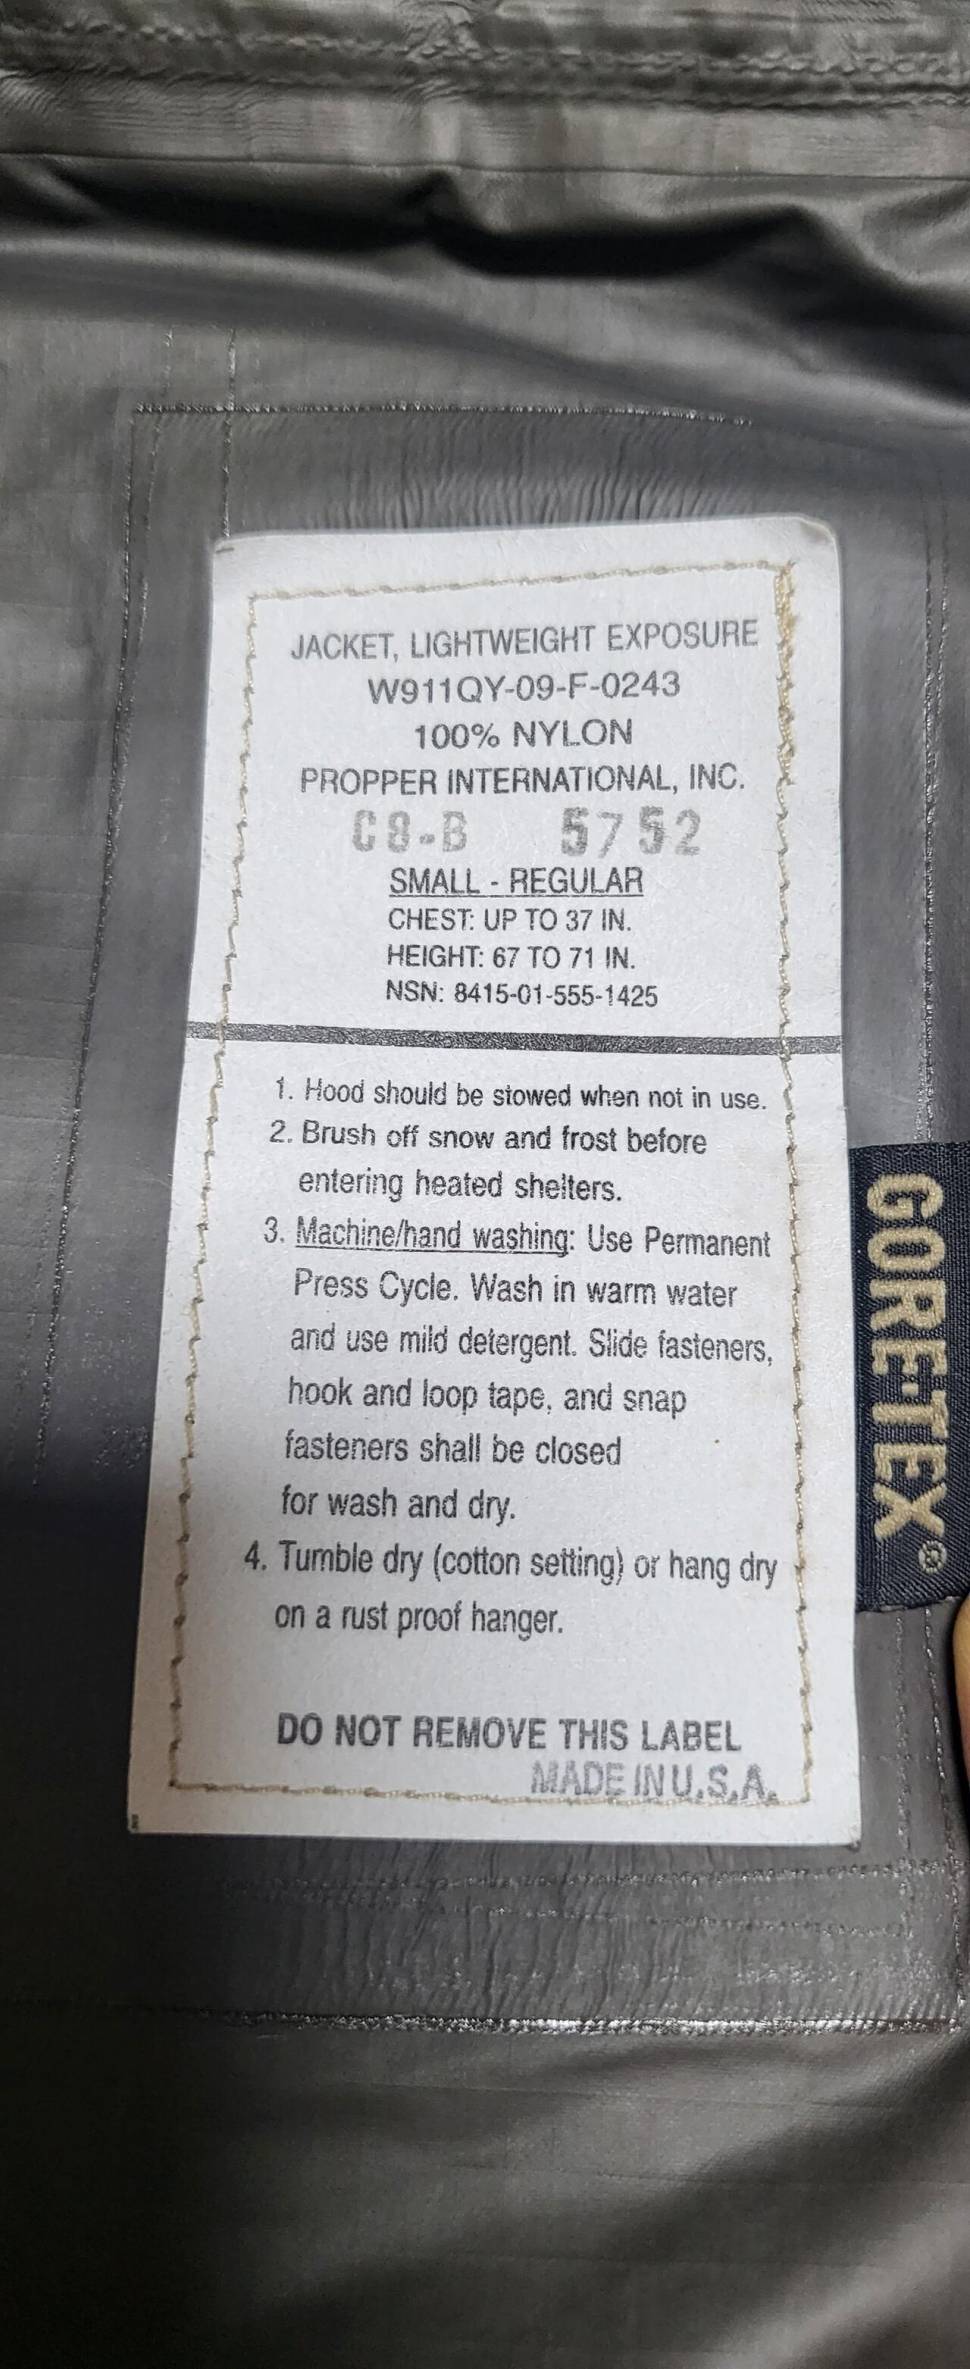 JACKET, LIGHTWEIGHT EXPOSURE
W911QY-09-F-0243
100% NYLON
PROPPER INTERNATIONAL, INC.
C8-B 5752
SMALL - REGULAR
CHEST: UP TO 37 IN.
HEIGHT: 67 TO 71 IN.
NSN: 8415-01-555-1425
1. Hood should be stowed when not in use.
2. Brush off snow and frost before
entering heated shelters.
3. Machine/hand washing: Use Permanent
Press Cycle. Wash in warm water
and use mild detergent. Slide fasteners,
hook and loop tape, and snap
fasteners shall be closed
for wash and dry.
4. Tumble dry (cotton setting) or hang dry
on a rust proof hanger.
DO NOT REMOVE THIS LABEL
MADE IN U.S.A.
GORE-TEX®